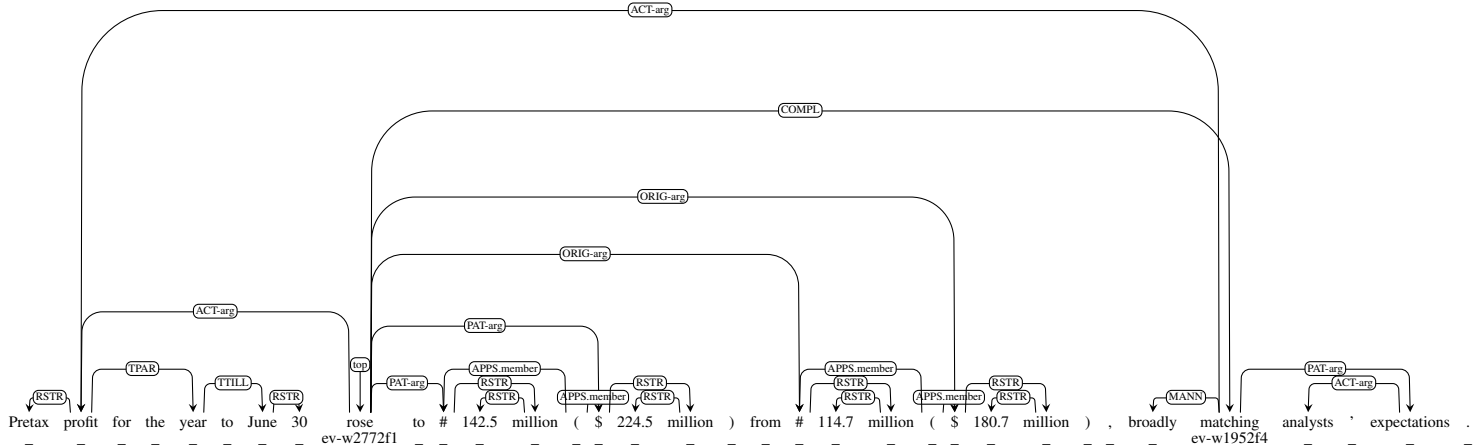 ACT-arg
COMPL
ORIG-arg
ORIG-arg
ACT-arg
PAT-arg
top
TPAR APPS.member APPS.member PAT-arg
TTILL PAT-arg RSTR RSTR ACT-arg
RSTR RSTR RSTR APPS.member RSTR RSTR RSTR APPS.member RSTR RSTR MANN
Pretax profit for the year to June 30 rose to # 142.5 million ( $ 224.5 million ) from # 114.7 million ( $ 180.7 million ) , broadly matching analysts ' expectations .
_ _ _ _ _ _ _ _ ev-w2772f1 _ _ _ _ _ _ _ _ _ _ _ _ _ _ _ _ _ _ _ _ ev-w1952f4 _ _ _ _